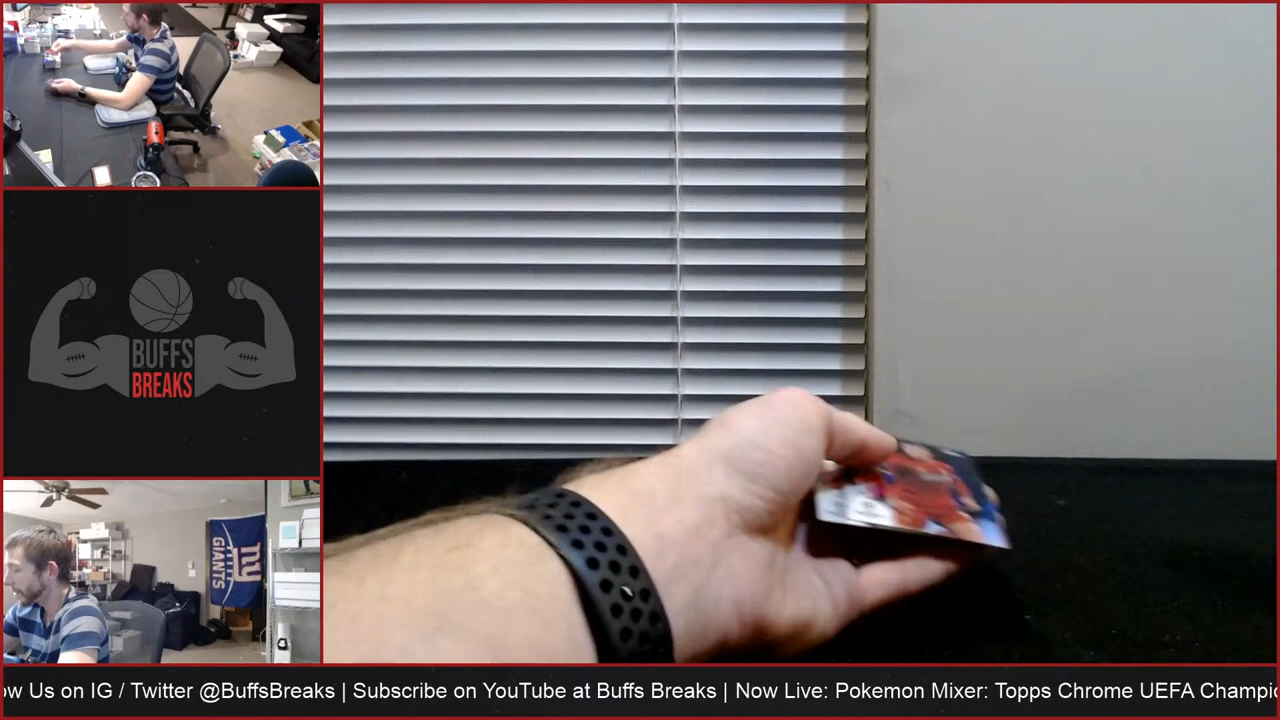 BUFFS
BREAKS
ny
GIANTS
ow Us on IG / Twitter @BuffsBreaks | Subscribe on YouTube at Buffs Breaks | Now Live: Pokemon Mixer: Topps Chrome UEFA Champi